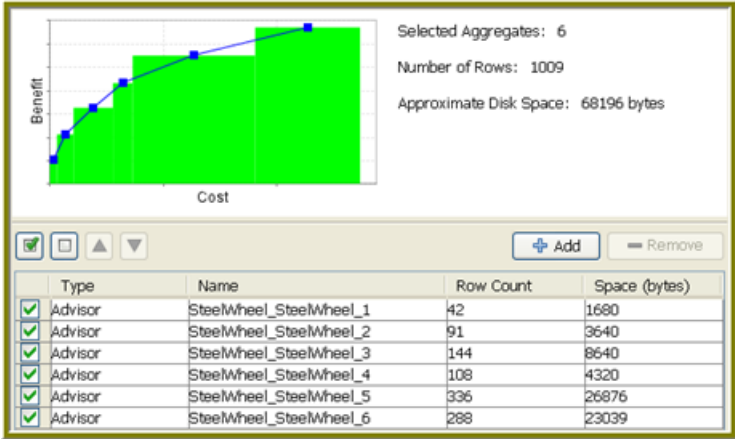 Benefit
Cost
Selected Aggregates: 6
Number of Rows: 1009
Approximate Disk Space: 68196 bytes
Add
Remove
Type Name Row Count Space (bytes)
Advisor SteelWheel_SteelWheel_1 42 1680
Advisor SteelWheel_SteelWheel_2 91 3640
Advisor SteelWheel_SteelWheel_3 144 8640
Advisor SteelWheel_SteelWheel_4 108 4320
Advisor SteelWheel_SteelWheel_5 336 26876
Advisor SteelWheel_SteelWheel_6 288 23039